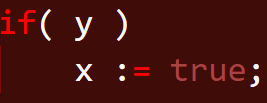 if( y )
x := true;